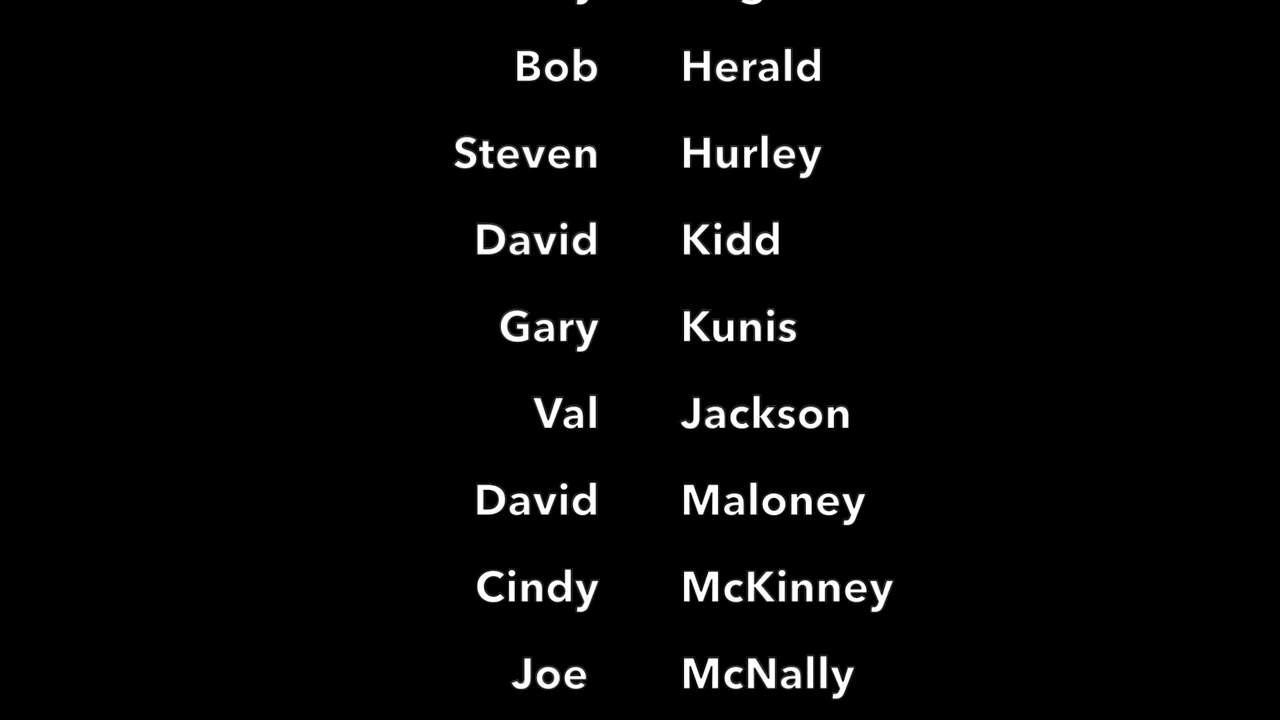 Bob Herald
Steven Hurley
David Kidd
Gary Kunis
Val Jackson
David Maloney
Cindy McKinney
Joe McNally